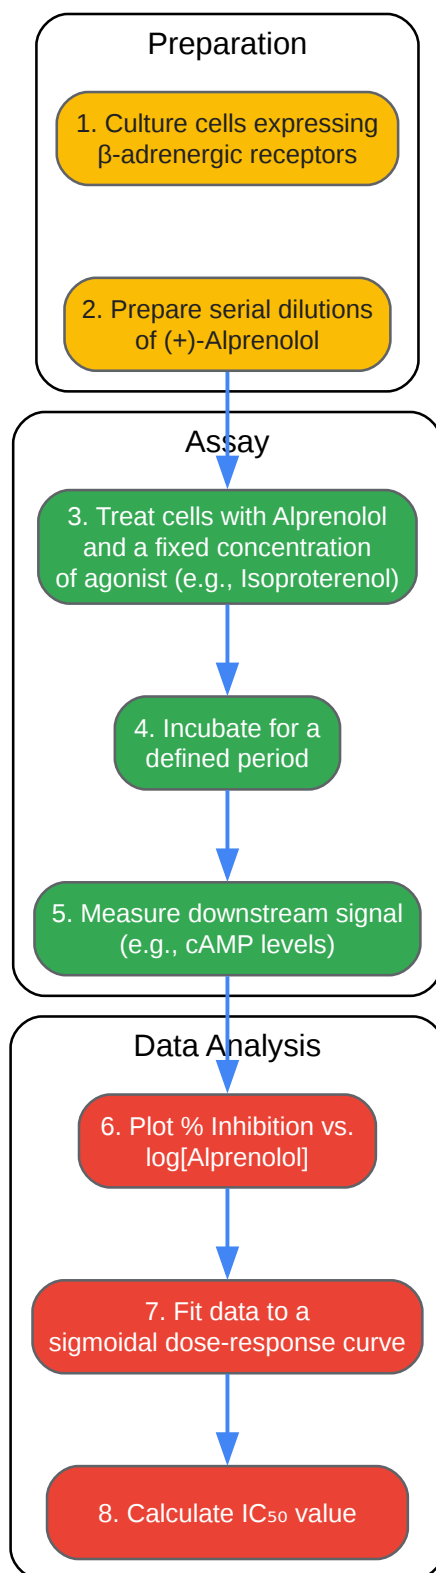 Preparation
1. Culture cells expressing
β-adrenergic receptors
2. Prepare serial dilutions
of (+)-Alprenolol
Assay
3. Treat cells with Alprenolol
and a fixed concentration
of agonist (e.g., Isoproterenol)
4. Incubate for a
defined period
5. Measure downstream signal
(e.g., cAMP levels)
Data Analysis
6. Plot % Inhibition vs.
log[Alprenolol]
7. Fit data to a
sigmoidal dose-response curve
8. Calculate IC₅₀ value